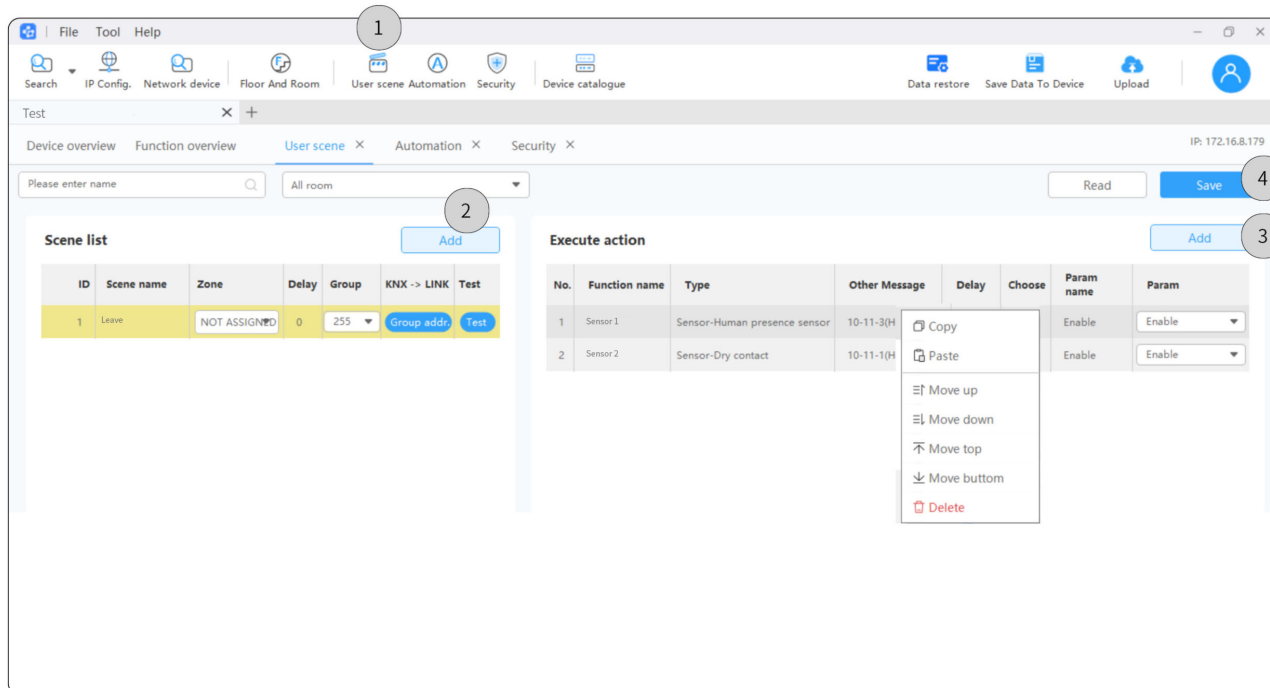 File Tool Help
1
Search IP Config. Network device Floor And Room User scene Automation Security Device catalogue Data restore Save Data To Device Upload
Test
Device overview Function overview User scene Automation Security IP: 172.16.8.179
Please enter name All room Read Save 4
2
Scene list Add Execute action Add 3
ID Scene name Zone Delay Group KNX -> LINK Test No. Function name Type Other Message Delay Choose Param name Param
1 Leave NOT ASSIGNED 0 255 Group addr. Test 1 Sensor 1 Sensor-Human presence sensor 10-11-3(H Enable Enable
2 Sensor 2 Sensor-Dry contact 10-11-1(H Enable Enable
Copy
Paste
Move up
Move down
Move top
Move buttom
Delete